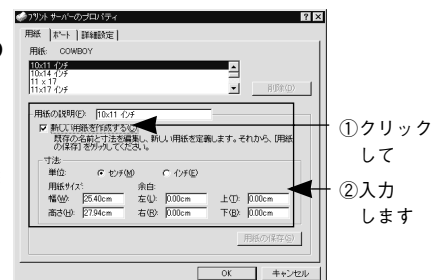 プリント サーバーのプロパティ
用紙 ポート 詳細設定
用紙: COWBOY
10x11 インチ
10x14 インチ
11 x 17
11x17 インチ
削除(D)
用紙の説明(E): 10x11 インチ
新しい用紙を作成する(C)
既存の名前と寸法を編集し、新しい用紙を定義します。それから、[用紙
の保存] をクリックしてください。
寸法:
単位: センチ(M) インチ(E)
用紙サイズ: 余白:
幅(W): 25.40cm 左(L): 0.00cm 上(T): 0.00cm
高さ(H): 27.94cm 右(R): 0.00cm 下(B): 0.00cm
用紙の保存(S)
OK キャンセル
①クリック
して
②入力
します